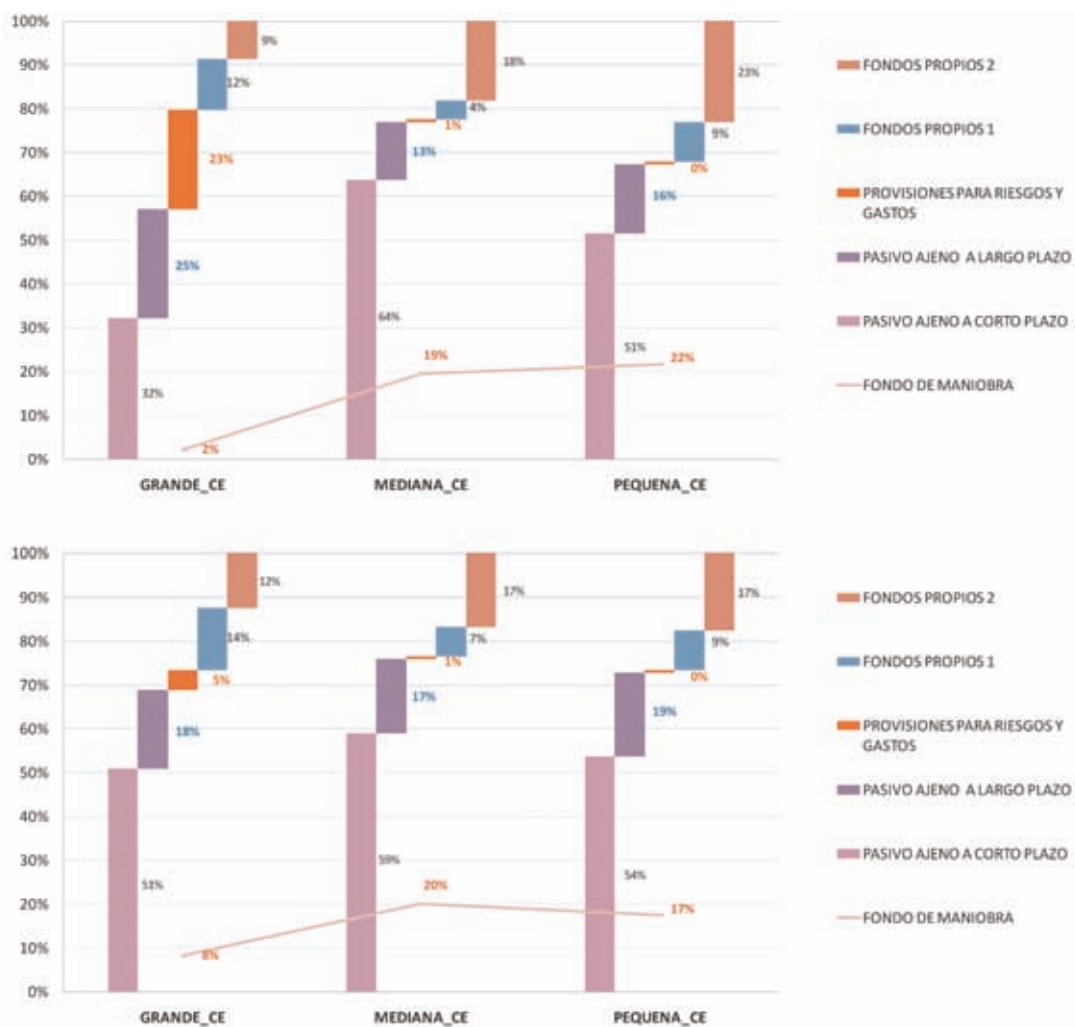 100%
90%
80%
70%
60%
50%
40%
30%
20%
10%
0%
9%
12%
23%
25%
32%
2%
18%
4%
1%
13%
64%
19%
23%
9%
0%
16%
51%
22%
GRANDE_CE
MEDIANA_CE
PEQUENA_CE
FONDOS PROPIOS 2
FONDOS PROPIOS 1
PROVISIONES PARA RIESGOS Y
GASTOS
PASIVO AJENO A LARGO PLAZO
PASIVO AJENO A CORTO PLAZO
FONDO DE MANIOBRA
100%
90%
80%
70%
60%
50%
40%
30%
20%
10%
0%
12%
14%
5%
18%
51%
8%
17%
7%
1%
17%
59%
20%
17%
9%
0%
19%
54%
17%
GRANDE_CE
MEDIANA_CE
PEQUENA_CE
FONDOS PROPIOS 2
FONDOS PROPIOS 1
PROVISIONES PARA RIESGOS Y
GASTOS
PASIVO AJENO A LARGO PLAZO
PASIVO AJENO A CORTO PLAZO
FONDO DE MANIOBRA